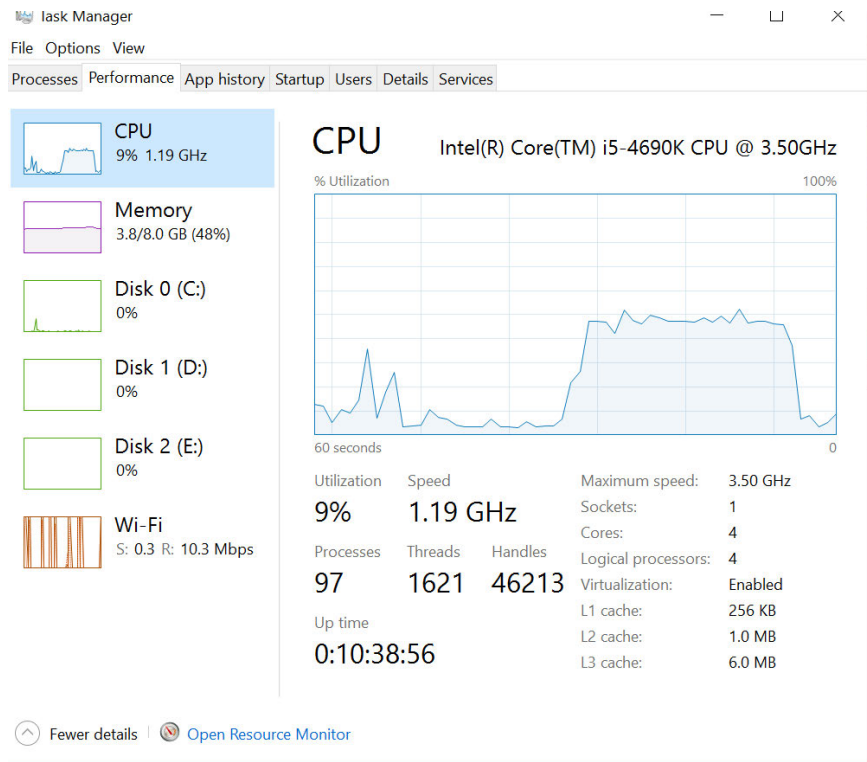 Task Manager
File Options View
Processes Performance App history Startup Users Details Services
CPU
9% 1.19 GHz
Memory
3.8/8.0 GB (48%)
Disk 0 (C:)
0%
Disk 1 (D:)
0%
Disk 2 (E:)
0%
Wi-Fi
S: 0.3 R: 10.3 Mbps
CPU Intel(R) Core(TM) i5-4690K CPU @ 3.50GHz
% Utilization 100%
60 seconds 0
Utilization Speed
9% 1.19 GHz
Processes Threads Handles
97 1621 46213
Up time
0:10:38:56
Maximum speed: 3.50 GHz
Sockets: 1
Cores: 4
Logical processors: 4
Virtualization: Enabled
L1 cache: 256 KB
L2 cache: 1.0 MB
L3 cache: 6.0 MB
Fewer details Open Resource Monitor